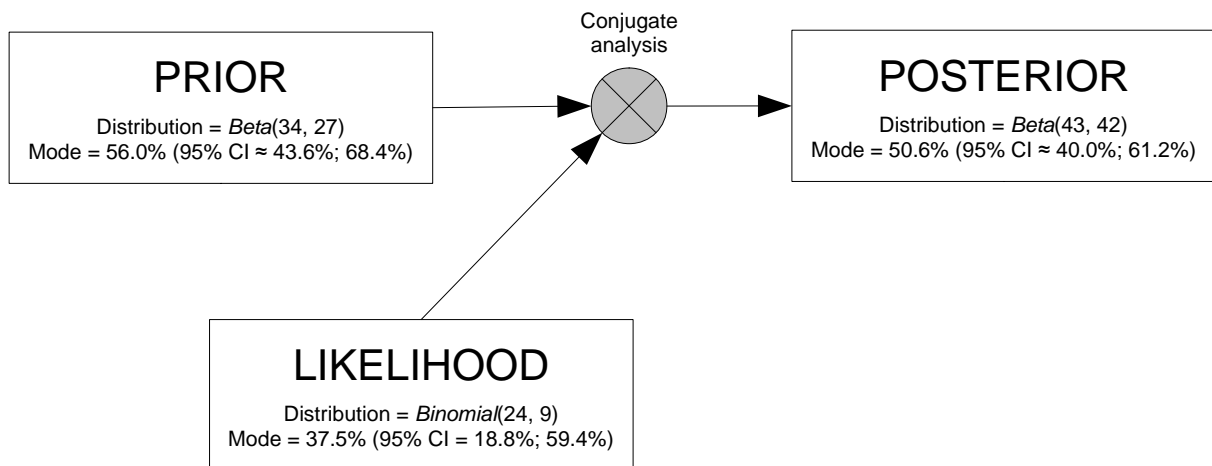 Conjugate
analysis
PRIOR
Distribution = Beta(34, 27)
Mode = 56.0% (95% CI ≈ 43.6%; 68.4%)
POSTERIOR
Distribution = Beta(43, 42)
Mode = 50.6% (95% CI ≈ 40.0%; 61.2%)
LIKELIHOOD
Distribution = Binomial(24, 9)
Mode = 37.5% (95% CI = 18.8%; 59.4%)